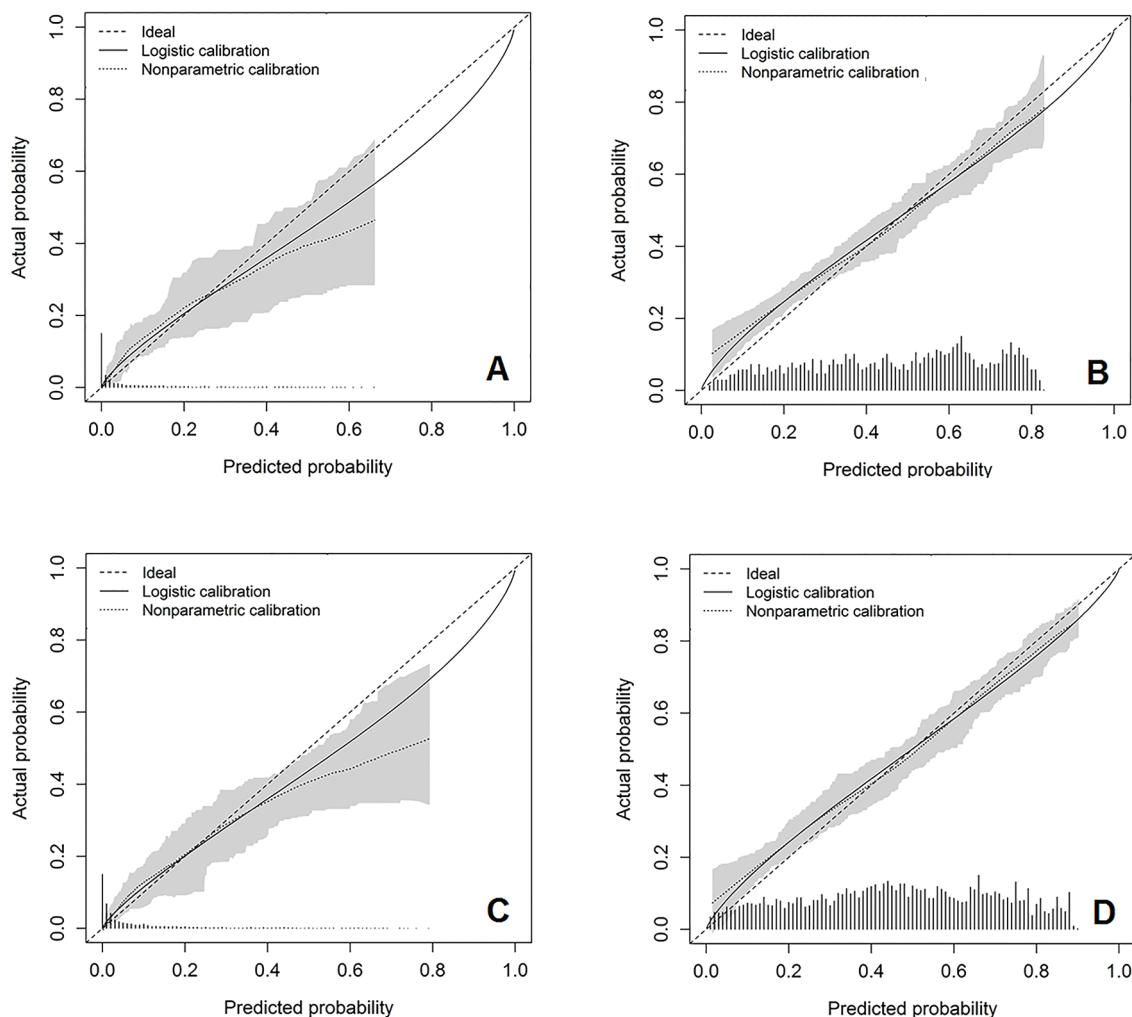 Ideal
Logistic calibration
Nonparametric calibration
Actual probability
0.0
0.2
0.4
0.6
0.8
1.0
A
0.0 0.2 0.4 0.6 0.8 1.0
Predicted probability
Ideal
Logistic calibration
Nonparametric calibration
Actual probability
0.0
0.2
0.4
0.6
0.8
1.0
B
0.0 0.2 0.4 0.6 0.8 1.0
Predicted probability
Ideal
Logistic calibration
Nonparametric calibration
Actual probability
0.0
0.2
0.4
0.6
0.8
1.0
C
0.0 0.2 0.4 0.6 0.8 1.0
Predicted probability
Ideal
Logistic calibration
Nonparametric calibration
Actual probability
0.0
0.2
0.4
0.6
0.8
1.0
D
0.0 0.2 0.4 0.6 0.8 1.0
Predicted probability